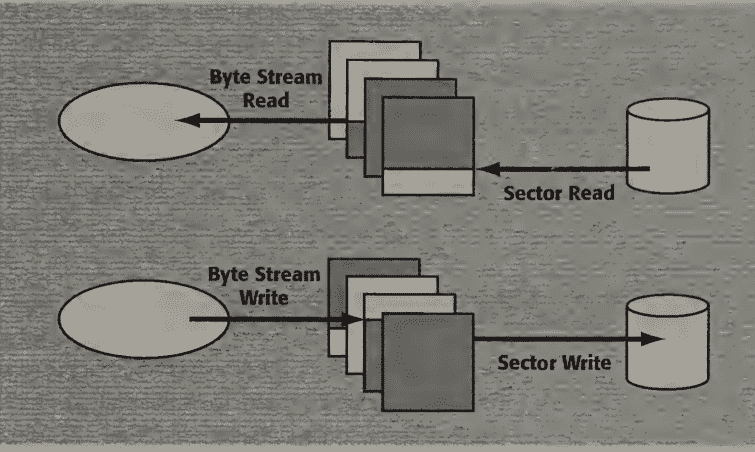 Byte Stream
Read
Sector Read
Byte Stream
Write
Sector Write